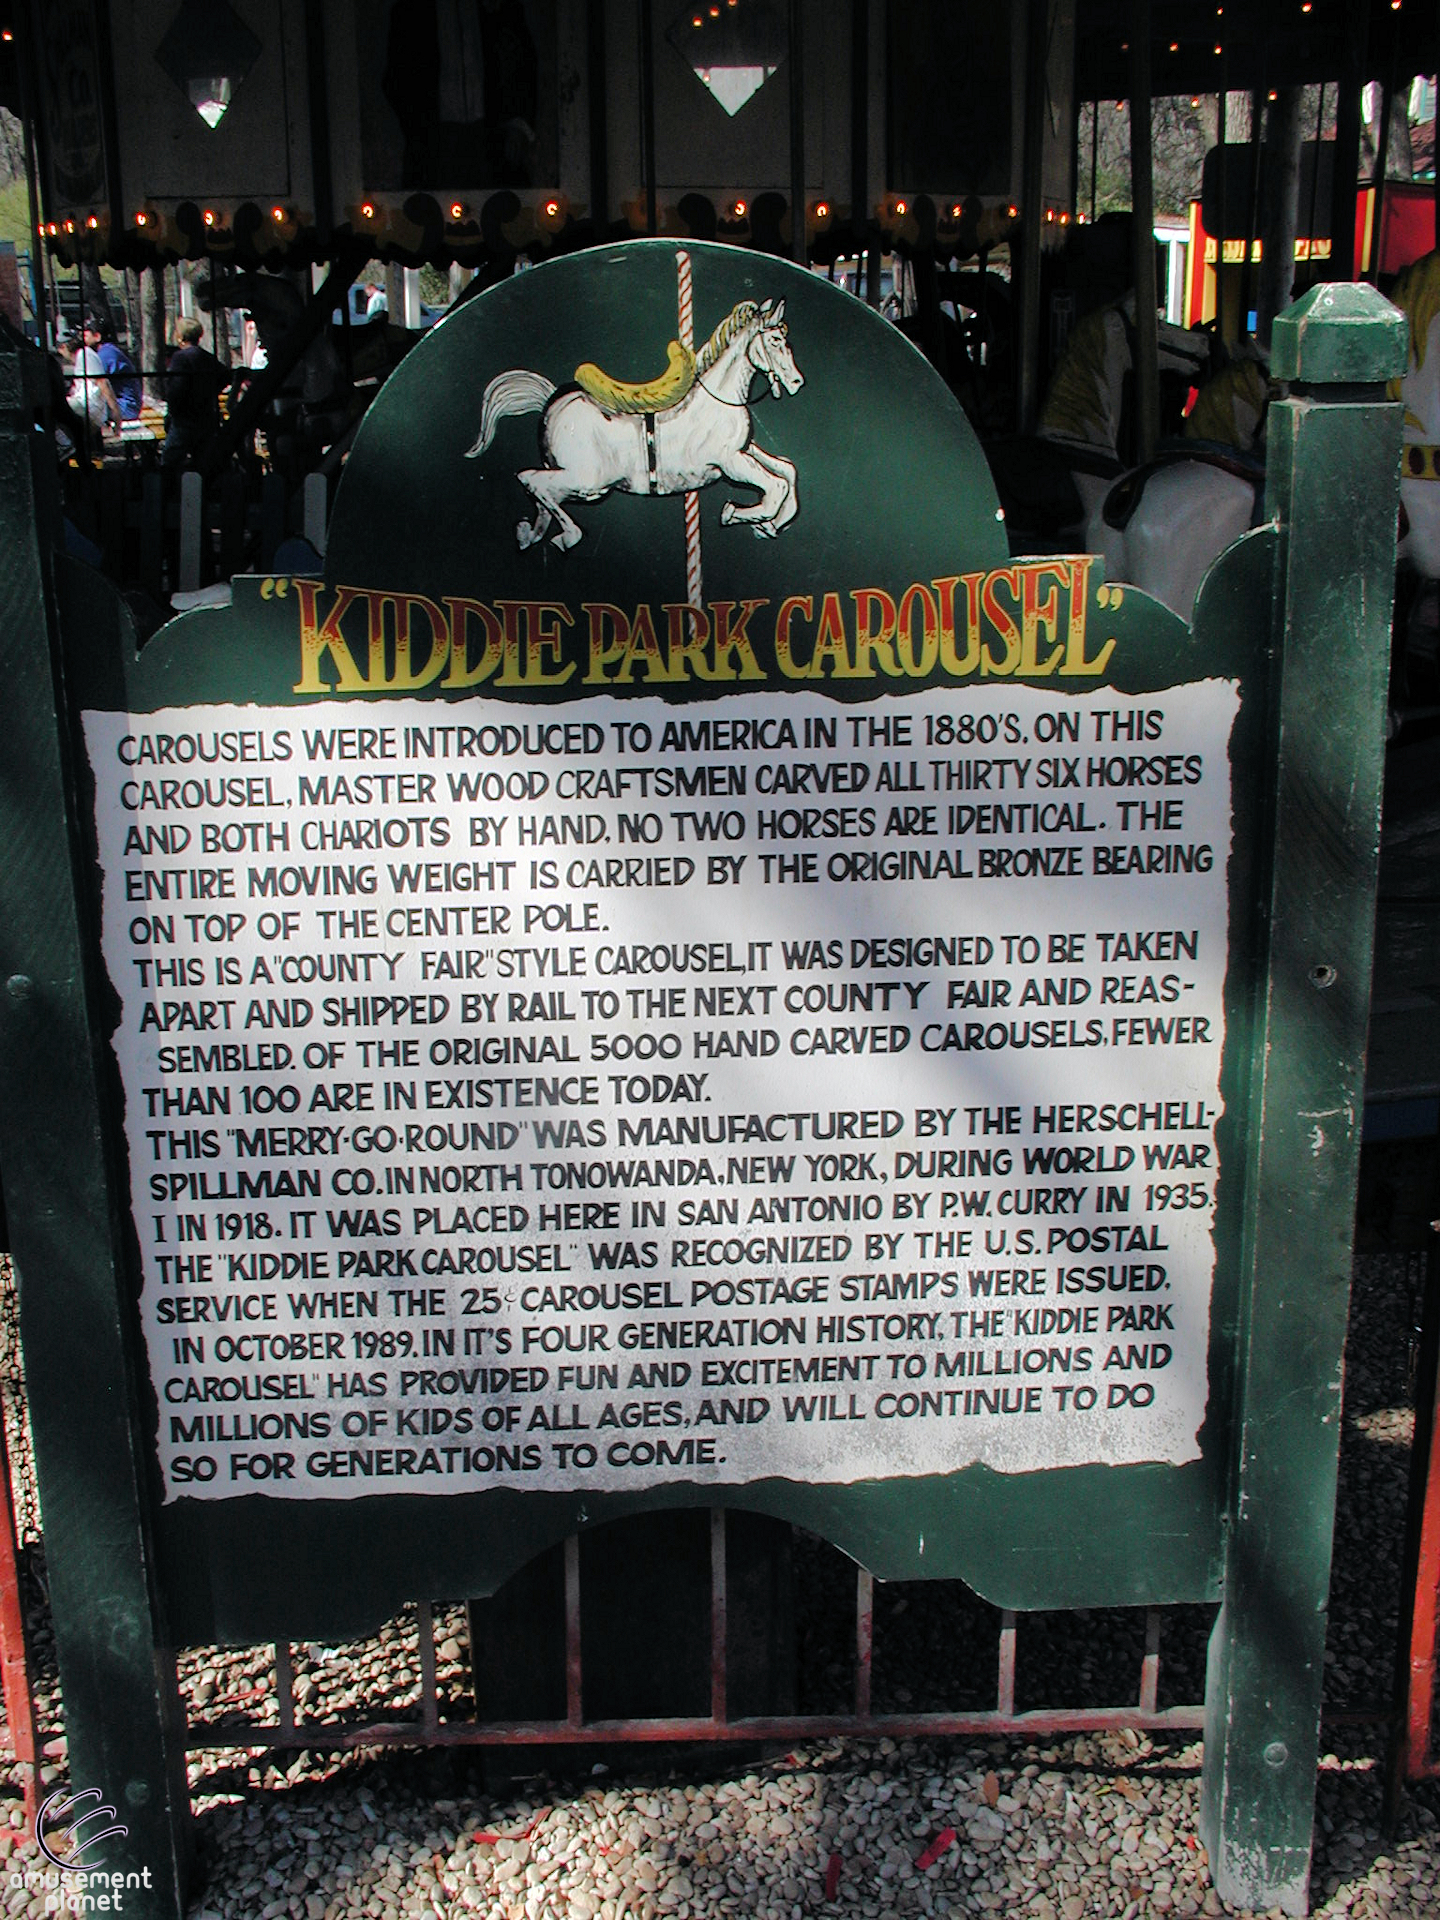 "KIDDIE PARK CAROUSEL"
CAROUSELS WERE INTRODUCED TO AMERICA IN THE 1880'S. ON THIS
CAROUSEL, MASTER WOOD CRAFTSMEN CARVED ALL THIRTY SIX HORSES
AND BOTH CHARIOTS BY HAND. NO TWO HORSES ARE IDENTICAL. THE
ENTIRE MOVING WEIGHT IS CARRIED BY THE ORIGINAL BRONZE BEARING
ON TOP OF THE CENTER POLE.
THIS IS A "COUNTY FAIR" STYLE CAROUSEL, IT WAS DESIGNED TO BE TAKEN
APART AND SHIPPED BY RAIL TO THE NEXT COUNTY FAIR AND REAS-
SEMBLED. OF THE ORIGINAL 5000 HAND CARVED CAROUSELS, FEWER
THAN 100 ARE IN EXISTENCE TODAY.
THIS "MERRY-GO-ROUND" WAS MANUFACTURED BY THE HERSCHELL-
SPILLMAN CO. IN NORTH TONOWANDA, NEW YORK, DURING WORLD WAR
I IN 1918. IT WAS PLACED HERE IN SAN ANTONIO BY P.W. CURRY IN 1935.
THE "KIDDIE PARK CAROUSEL" WAS RECOGNIZED BY THE U.S. POSTAL
SERVICE WHEN THE 25¢ CAROUSEL POSTAGE STAMPS WERE ISSUED,
IN OCTOBER 1989. IN IT'S FOUR GENERATION HISTORY, THE "KIDDIE PARK
CAROUSEL" HAS PROVIDED FUN AND EXCITEMENT TO MILLIONS AND
MILLIONS OF KIDS OF ALL AGES, AND WILL CONTINUE TO DO
SO FOR GENERATIONS TO COME.
amusement
planet